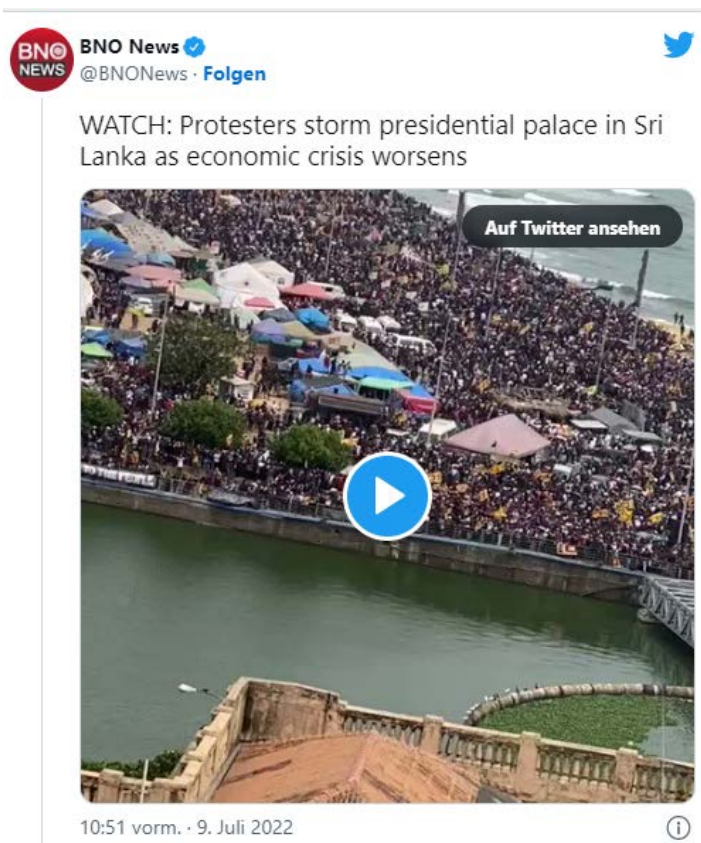 BNO
NEWS
BNO News
@BNONews · Folgen
WATCH: Protesters storm presidential palace in Sri
Lanka as economic crisis worsens
Auf Twitter ansehen
10:51 vorm. · 9. Juli 2022